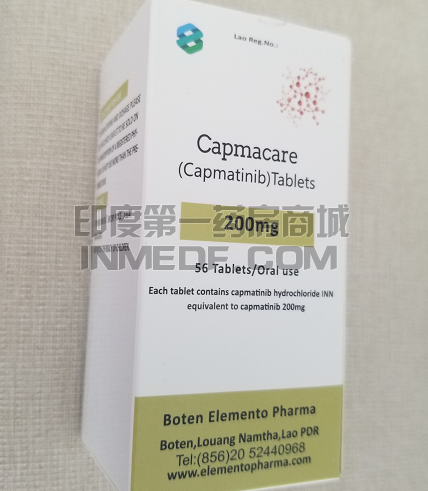 Lao Reg.No.:
Capmacare
(Capmatinib)Tablets
200mg
印度第一药房商城
INMEDE.COM
56 Tablets/Oral use
Each tablet contains capmatinib hydrochloride INN
equivalent to capmatinib 200mg
Boten Elemento Pharma
Boten,Louang Namtha,Lao PDR
Tel:(856)20 52440968
www.elementopharma.com